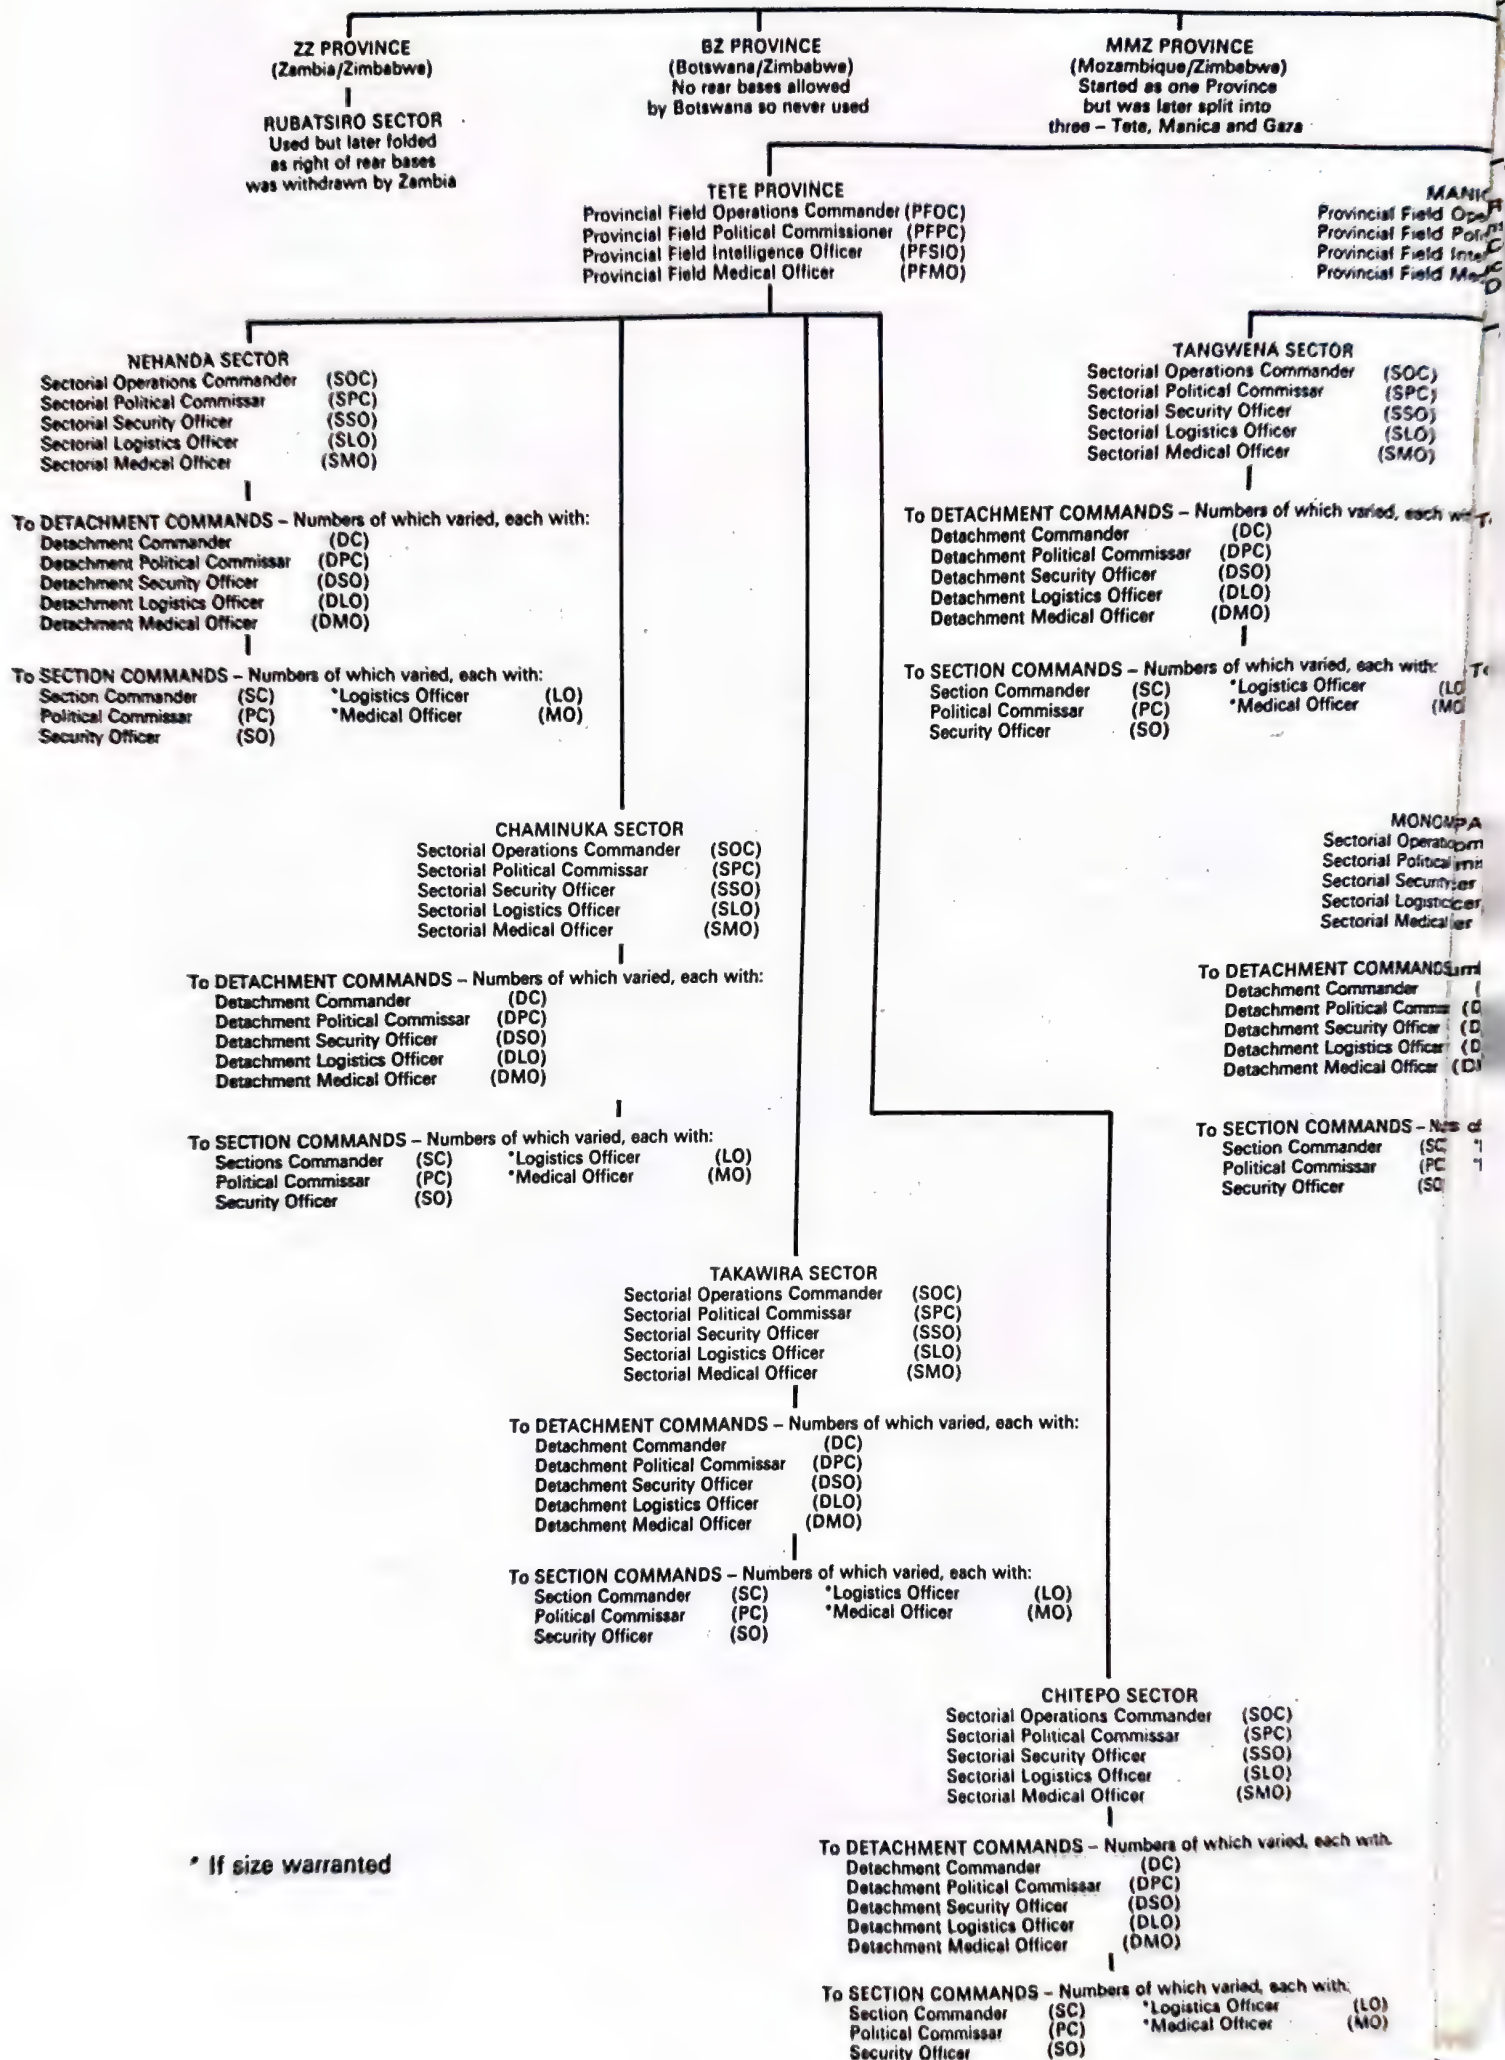 ZZ PROVINCE
(Zambia/Zimbabwe)
RUBATSIRO SECTOR
Used but later folded
as right of rear bases
was withdrawn by Zambia
BZ PROVINCE
(Botswana/Zimbabwe)
No rear bases allowed
by Botswana so never used
MMZ PROVINCE
(Mozambique/Zimbabwe)
Started as one Province
but was later split into
three – Tete, Manica and Gaza
TETE PROVINCE
Provincial Field Operations Commander (PFOC)
Provincial Field Political Commissioner (PFPC)
Provincial Field Intelligence Officer (PFSIO)
Provincial Field Medical Officer (PFMO)
Provincial Field
Provincial Field
Provincial Field
Provincial Field
NEHANDA SECTOR
Sectorial Operations Commander (SOC)
Sectorial Political Commissar (SPC)
Sectorial Security Officer (SSO)
Sectorial Logistics Officer (SLO)
Sectorial Medical Officer (SMO)
To DETACHMENT COMMANDS – Numbers of which varied, each with:
Detachment Commander (DC)
Detachment Political Commissar (DPC)
Detachment Security Officer (DSO)
Detachment Logistics Officer (DLO)
Detachment Medical Officer (DMO)
To SECTION COMMANDS – Numbers of which varied, each with:
Section Commander (SC) *Logistics Officer (LO)
Political Commissar (PC) *Medical Officer (MO)
Security Officer (SO)
TANGWENA SECTOR
Sectorial Operations Commander (SOC)
Sectorial Political Commissar (SPC)
Sectorial Security Officer (SSO)
Sectorial Logistics Officer (SLO)
Sectorial Medical Officer (SMO)
To DETACHMENT COMMANDS – Numbers of which varied, each
Detachment Commander (DC)
Detachment Political Commissar (DPC)
Detachment Security Officer (DSO)
Detachment Logistics Officer (DLO)
Detachment Medical Officer (DMO)
To SECTION COMMANDS – Numbers of which varied, each with:
Section Commander (SC) *Logistics Officer
Political Commissar (PC) *Medical Officer
Security Officer (SO)
CHAMINUKA SECTOR
Sectorial Operations Commander (SOC)
Sectorial Political Commissar (SPC)
Sectorial Security Officer (SSO)
Sectorial Logistics Officer (SLO)
Sectorial Medical Officer (SMO)
To DETACHMENT COMMANDS – Numbers of which varied, each with:
Detachment Commander (DC)
Detachment Political Commissar (DPC)
Detachment Security Officer (DSO)
Detachment Logistics Officer (DLO)
Detachment Medical Officer (DMO)
To SECTION COMMANDS – Numbers of which varied, each with:
Sections Commander (SC) *Logistics Officer (LO)
Political Commissar (PC) *Medical Officer (MO)
Security Officer (SO)
Sectorial
Sectorial
Sectorial
Sectorial
Sectorial
To DETACHMENT
Detachment Commander
Detachment Political
Detachment Security Officer
Detachment Logistics Officer
Detachment Medical Officer
To SECTION COMMANDS –
Section Commander
Political Commissar
Security Officer
TAKAWIRA SECTOR
Sectorial Operations Commander (SOC)
Sectorial Political Commissar (SPC)
Sectorial Security Officer (SSO)
Sectorial Logistics Officer (SLO)
Sectorial Medical Officer (SMO)
To DETACHMENT COMMANDS – Numbers of which varied, each with:
Detachment Commander (DC)
Detachment Political Commissar (DPC)
Detachment Security Officer (DSO)
Detachment Logistics Officer (DLO)
Detachment Medical Officer (DMO)
To SECTION COMMANDS – Numbers of which varied, each with:
Section Commander (SC) *Logistics Officer (LO)
Political Commissar (PC) *Medical Officer (MO)
Security Officer (SO)
CHITEPO SECTOR
Sectorial Operations Commander (SOC)
Sectorial Political Commissar (SPC)
Sectorial Security Officer (SSO)
Sectorial Logistics Officer (SLO)
Sectorial Medical Officer (SMO)
To DETACHMENT COMMANDS – Numbers of which varied, each with.
Detachment Commander (DC)
Detachment Political Commissar (DPC)
Detachment Security Officer (DSO)
Detachment Logistics Officer (DLO)
Detachment Medical Officer (DMO)
To SECTION COMMANDS – Numbers of which varied, each with:
Section Commander (SC) *Logistics Officer (LO)
Political Commissar (PC) *Medical Officer (MO)
Security Officer (SO)
* If size warranted